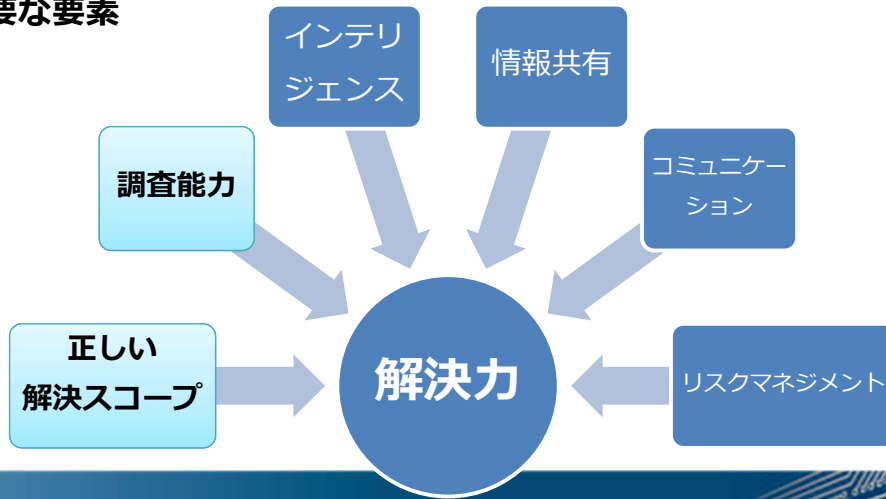 要な要素
インテリ
ジェンス
情報共有
調査能力
コミュニケー
ション
正しい
解決スコープ
解決力
リスクマネジメント